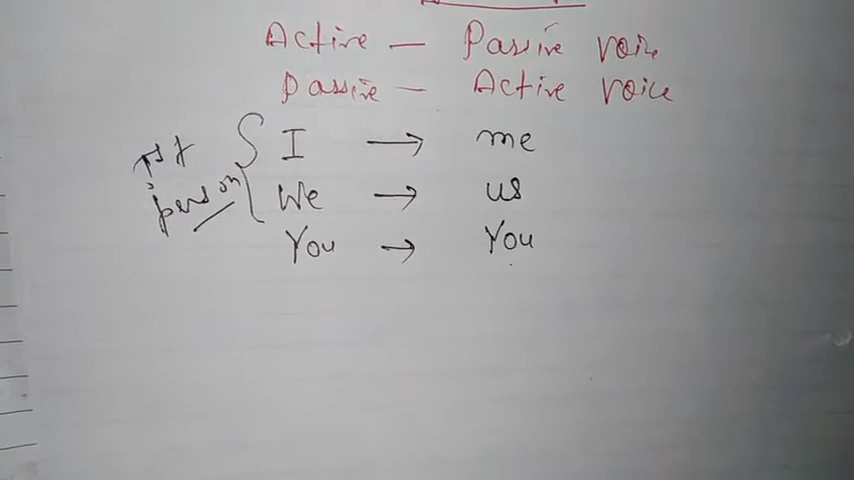 Active — Passive voice
Passive — Active voice
1st person
I → me
We → us
You → You